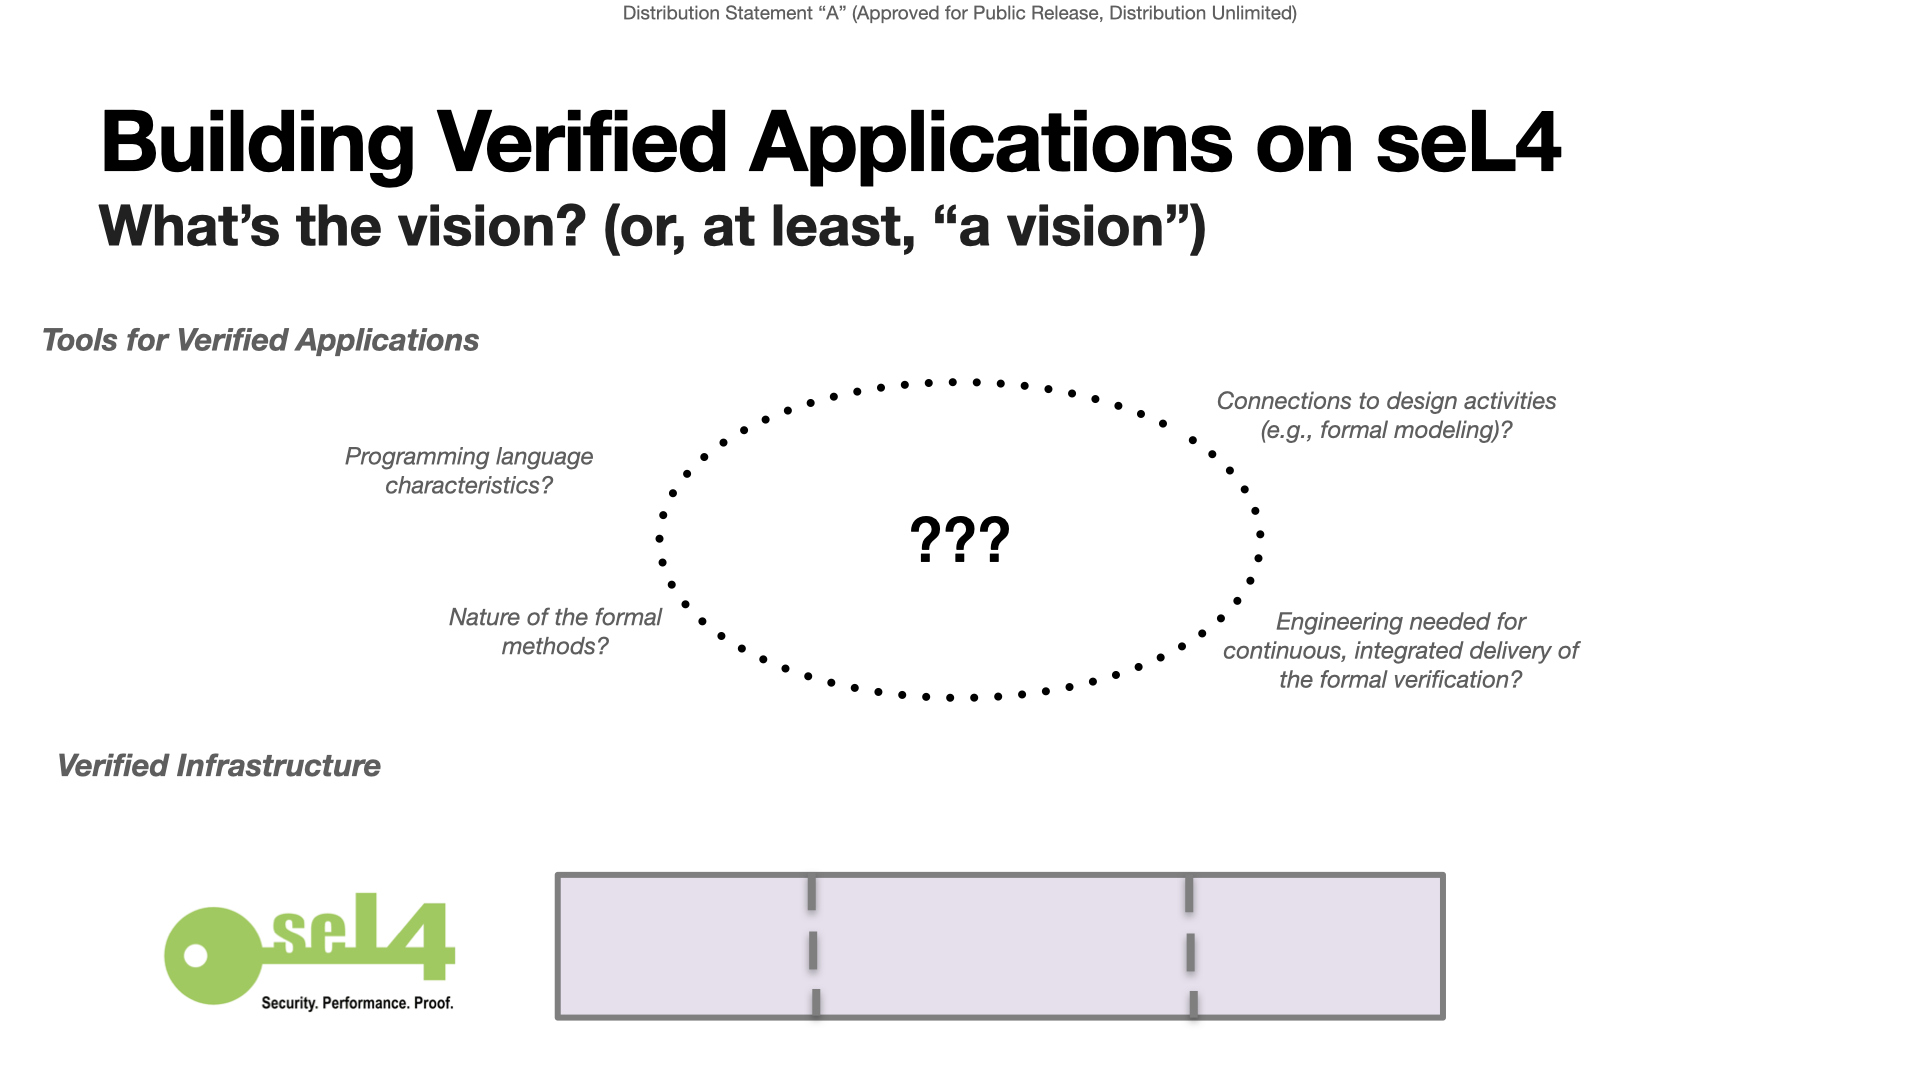 Distribution Statement “A” (Approved for Public Release, Distribution Unlimited)
Building Verified Applications on seL4
What’s the vision? (or, at least, “a vision”)
Tools for Verified Applications
Programming language
characteristics?
Connections to design activities
(e.g., formal modeling)?
???
Nature of the formal
methods?
Engineering needed for
continuous, integrated delivery of
the formal verification?
Verified Infrastructure
seL4
Security. Performance. Proof.